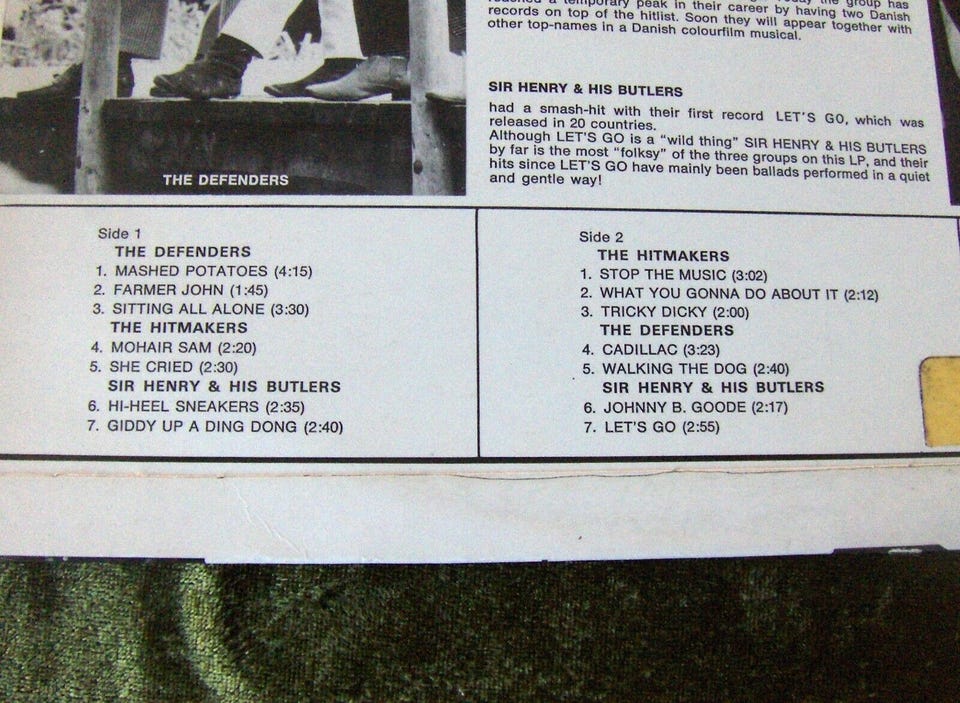 a temporary peak in their career by having two Danish
records on top of the hitlist. Soon they will appear together with
other top-names in a Danish colourfilm musical.
SIR HENRY & HIS BUTLERS
had a smash-hit with their first record LET'S GO, which was
released in 20 countries.
Although LET'S GO is a "wild thing" SIR HENRY & HIS BUTLERS
by far is the most "folksy" of the three groups on this LP, and their
hits since LET'S GO have mainly been ballads performed in a quiet
and gentle way!
THE DEFENDERS
Side 1
THE DEFENDERS
1. MASHED POTATOES (4:15)
2. FARMER JOHN (1:45)
3. SITTING ALL ALONE (3:30)
THE HITMAKERS
4. MOHAIR SAM (2:20)
5. SHE CRIED (2:30)
SIR HENRY & HIS BUTLERS
6. HI-HEEL SNEAKERS (2:35)
7. GIDDY UP A DING DONG (2:40)
Side 2
THE HITMAKERS
1. STOP THE MUSIC (3:02)
2. WHAT YOU GONNA DO ABOUT IT (2:12)
3. TRICKY DICKY (2:00)
THE DEFENDERS
4. CADILLAC (3:23)
5. WALKING THE DOG (2:40)
SIR HENRY & HIS BUTLERS
6. JOHNNY B. GOODE (2:17)
7. LET'S GO (2:55)